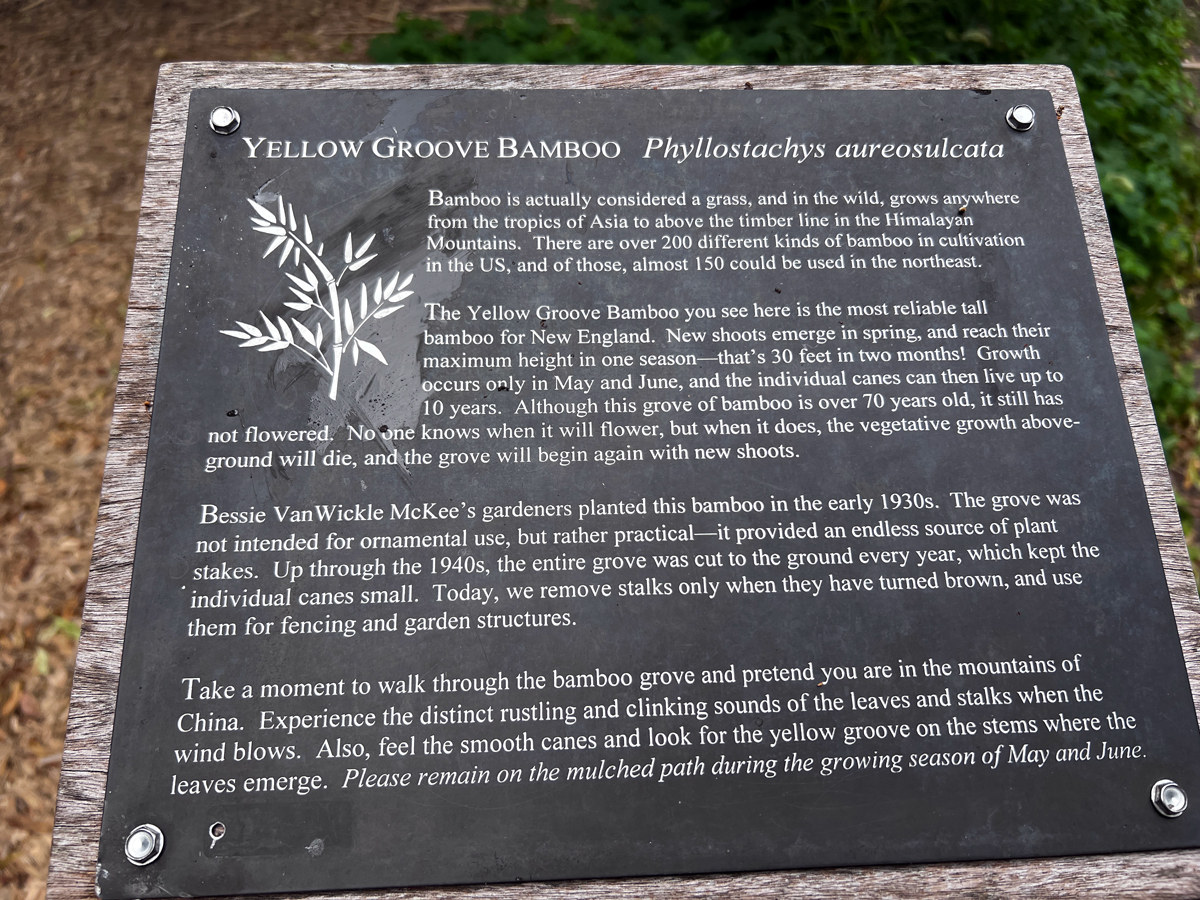 YELLOW GROOVE BAMBOO Phyllostachys aureosulcata
Bamboo is actually considered a grass, and in the wild, grows anywhere
from the tropics of Asia to above the timber line in the Himalayan
Mountains. There are over 200 different kinds of bamboo in cultivation
in the US, and of those, almost 150 could be used in the northeast.
The Yellow Groove Bamboo you see here is the most reliable tall
bamboo for New England. New shoots emerge in spring, and reach their
maximum height in one season—that's 30 feet in two months! Growth
occurs only in May and June, and the individual canes can then live up to
10 years. Although this grove of bamboo is over 70 years old, it still has
not flowered. No one knows when it will flower, but when it does, the vegetative growth above-
ground will die, and the grove will begin again with new shoots.
Bessie VanWickle McKee's gardeners planted this bamboo in the early 1930s. The grove was
not intended for ornamental use, but rather practical—it provided an endless source of plant
stakes. Up through the 1940s, the entire grove was cut to the ground every year, which kept the
individual canes small. Today, we remove stalks only when they have turned brown, and use
them for fencing and garden structures.
Take a moment to walk through the bamboo grove and pretend you are in the mountains of
China. Experience the distinct rustling and clinking sounds of the leaves and stalks when the
wind blows. Also, feel the smooth canes and look for the yellow groove on the stems where the
leaves emerge. Please remain on the mulched path during the growing season of May and June.